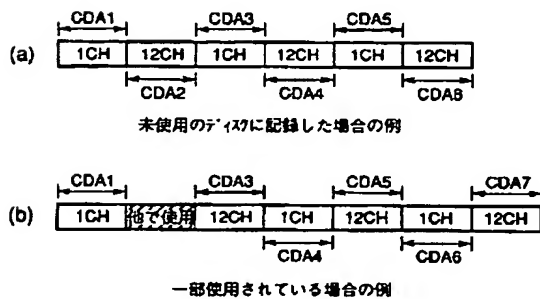 CDA1 CDA3 CDA5
(a) 1CH 12CH 1CH 12CH 1CH 12CH
CDA2 CDA4 CDA6
未使用のディスクに記録した場合の例
CDA1 CDA3 CDA5 CDA7
(b) 1CH 他で使用 12CH 1CH 12CH 1CH 12CH
CDA4 CDA6
一部使用されている場合の例